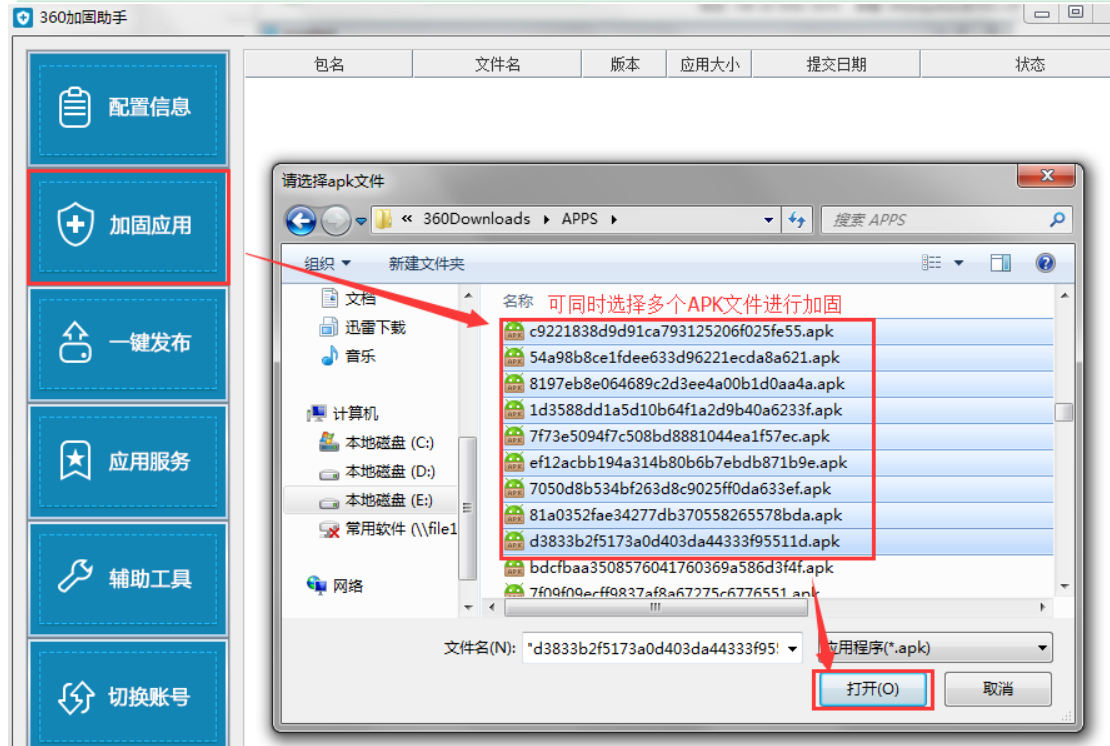 360加固助手
包名 文件名 版本 应用大小 提交日期 状态
配置信息
加固应用
一键发布
应用服务
辅助工具
切换账号
请选择apk文件
« 360Downloads APPS
搜索 APPS
组织 新建文件夹
文档
迅雷下载
音乐
计算机
本地磁盘 (C:)
本地磁盘 (D:)
本地磁盘 (E:)
常用软件 (\\file1
网络
名称 可同时选择多个APK文件进行加固
c9221838d9d91ca793125206f025fe55.apk
54a98b8ce1fdee633d96221ecda8a621.apk
8197eb8e064689c2d3ee4a00b1d0aa4a.apk
1d3588dd1a5d10b64f1a2d9b40a6233f.apk
7f73e5094f7c508bd8881044ea1f57ec.apk
ef12acbb194a314b80b6b7ebdb871b9e.apk
7050d8b534bf263d8c9025ff0da633ef.apk
81a0352fae34277db370558265578bda.apk
d3833b2f5173a0d403da44333f95511d.apk
bdcfbaa3508576041760369a586d3f4f.apk
7f09f09ecff9837af8a67275c6776551.apk
文件名(N): "d3833b2f5173a0d403da44333f95! 应用程序(*.apk)
打开(O) 取消